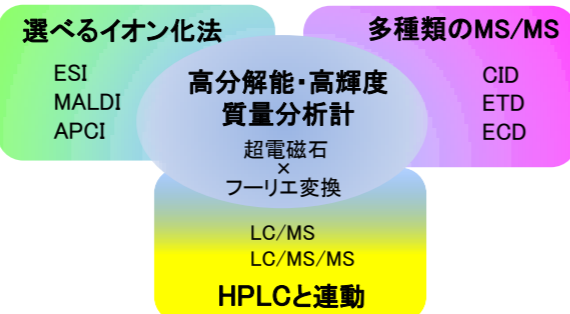 選べるイオン化法
ESI
MALDI
APCI
多種類のMS/MS
CID
ETD
ECD
高分解能・高輝度
質量分析計
超電磁石
×
フーリエ変換
LC/MS
LC/MS/MS
HPLCと連動